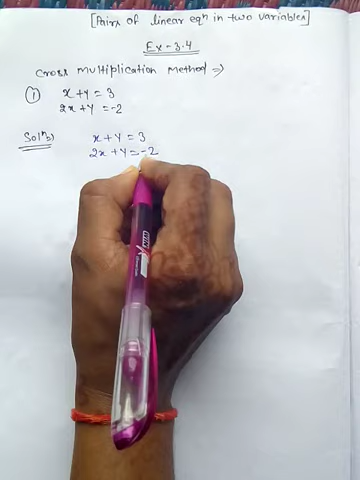 [Pairs of linear eqn in two variables]
Ex-3.4
Cross multiplication Method ⇒
① x+y=3
2x+y=-2
Soln⇒ x+y=3
2x+y=-2